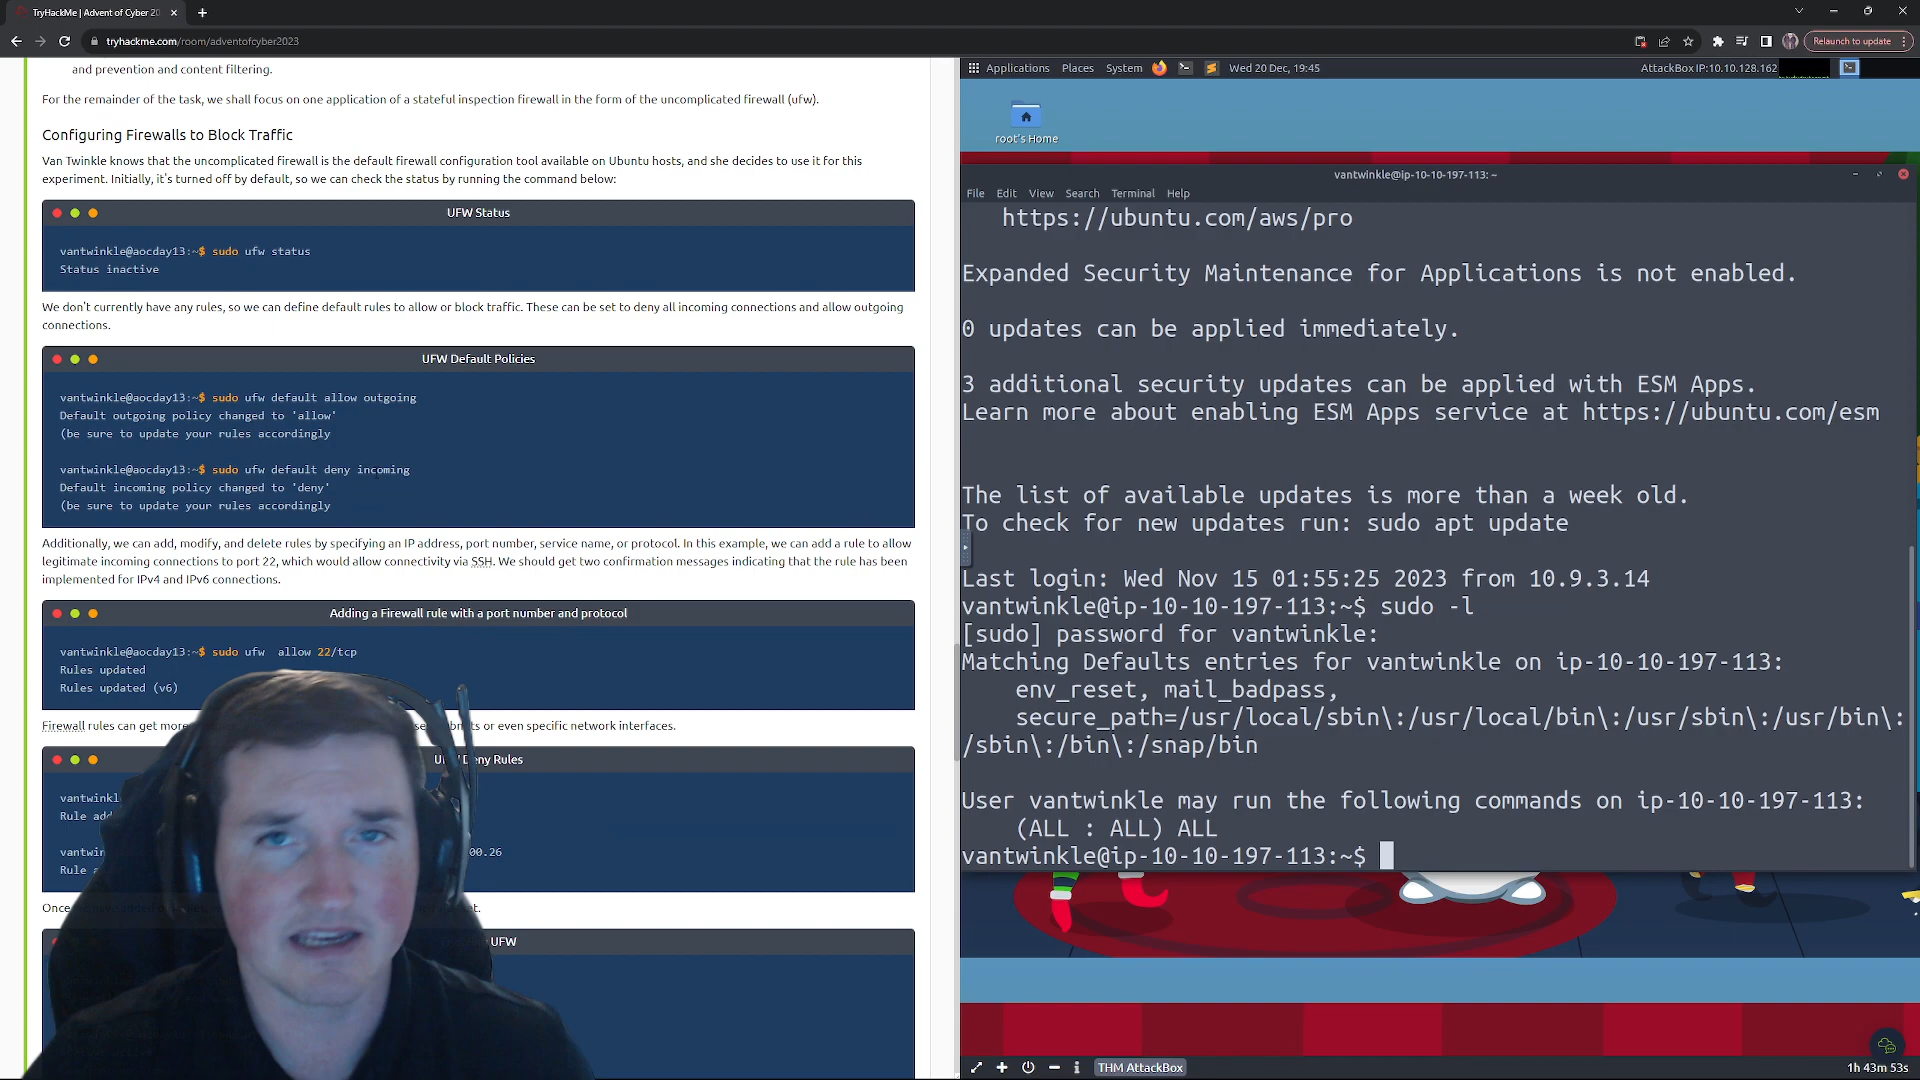 TryHackMe | Advent of Cyber 20
tryhackme.com/room/adventofcyber2023
Relaunch to update
and prevention and content filtering.
For the remainder of the task, we shall focus on one application of a stateful inspection firewall in the form of the uncomplicated firewall (ufw).
Configuring Firewalls to Block Traffic
Van Twinkle knows that the uncomplicated firewall is the default firewall configuration tool available on Ubuntu hosts, and she decides to use it for this
experiment. Initially, it's turned off by default, so we can check the status by running the command below:
UFW Status
vantwinkle@aocday13:~$ sudo ufw status
Status inactive
We don't currently have any rules, so we can define default rules to allow or block traffic. These can be set to deny all incoming connections and allow outgoing
connections.
UFW Default Policies
vantwinkle@aocday13:~$ sudo ufw default allow outgoing
Default outgoing policy changed to 'allow'
(be sure to update your rules accordingly
vantwinkle@aocday13:~$ sudo ufw default deny incoming
Default incoming policy changed to 'deny'
(be sure to update your rules accordingly
Additionally, we can add, modify, and delete rules by specifying an IP address, port number, service name, or protocol. In this example, we can add a rule to allow
legitimate incoming connections to port 22, which would allow connectivity via SSH. We should get two confirmation messages indicating that the rule has been
implemented for IPv4 and IPv6 connections.
Adding a Firewall rule with a port number and protocol
vantwinkle@aocday13:~$ sudo ufw  allow 22/tcp
Rules updated
Rules updated (v6)
Firewall rules can get more or even specific network interfaces.
Deny Rules
vantwinkl
Rule add
vantwin 00.26
Rule a
Once
UFW
Applications Places System Wed 20 Dec, 19:45 AttackBox IP:10.10.128.162
root's Home
vantwinkle@ip-10-10-197-113: ~
File Edit View Search Terminal Help
https://ubuntu.com/aws/pro
Expanded Security Maintenance for Applications is not enabled.
0 updates can be applied immediately.
3 additional security updates can be applied with ESM Apps.
Learn more about enabling ESM Apps service at https://ubuntu.com/esm
The list of available updates is more than a week old.
To check for new updates run: sudo apt update
Last login: Wed Nov 15 01:55:25 2023 from 10.9.3.14
vantwinkle@ip-10-10-197-113:~$ sudo -l
[sudo] password for vantwinkle:
Matching Defaults entries for vantwinkle on ip-10-10-197-113:
env_reset, mail_badpass,
secure_path=/usr/local/sbin\:/usr/local/bin\:/usr/sbin\:/usr/bin\:
/sbin\:/bin\:/snap/bin
User vantwinkle may run the following commands on ip-10-10-197-113:
(ALL : ALL) ALL
vantwinkle@ip-10-10-197-113:~$
THM AttackBox
1h 43m 53s